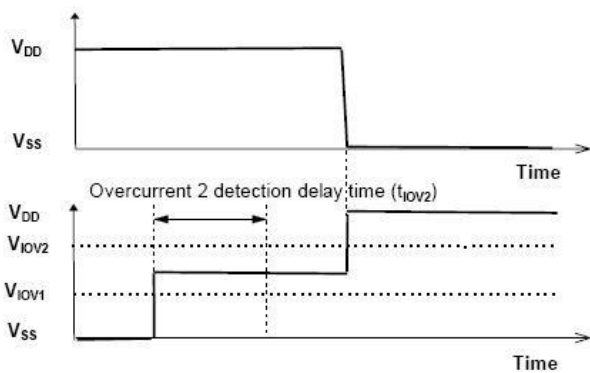 VDD
VSS
Time
Overcurrent 2 detection delay time (tIOV2)
VDD
VIOV2
VIOV1
VSS
Time